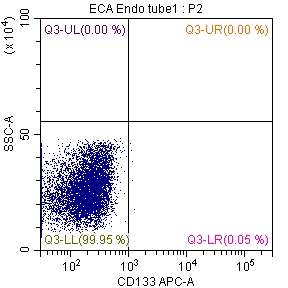 ECA Endo tube1 : P2
(x 10⁴)
100
Q3-UL(0.00 %)
Q3-UR(0.00 %)
SSC-A
50
0
Q3-LL(99.95 %)
Q3-LR(0.05 %)
10² 10³ 10⁴ 10⁵
CD133 APC-A